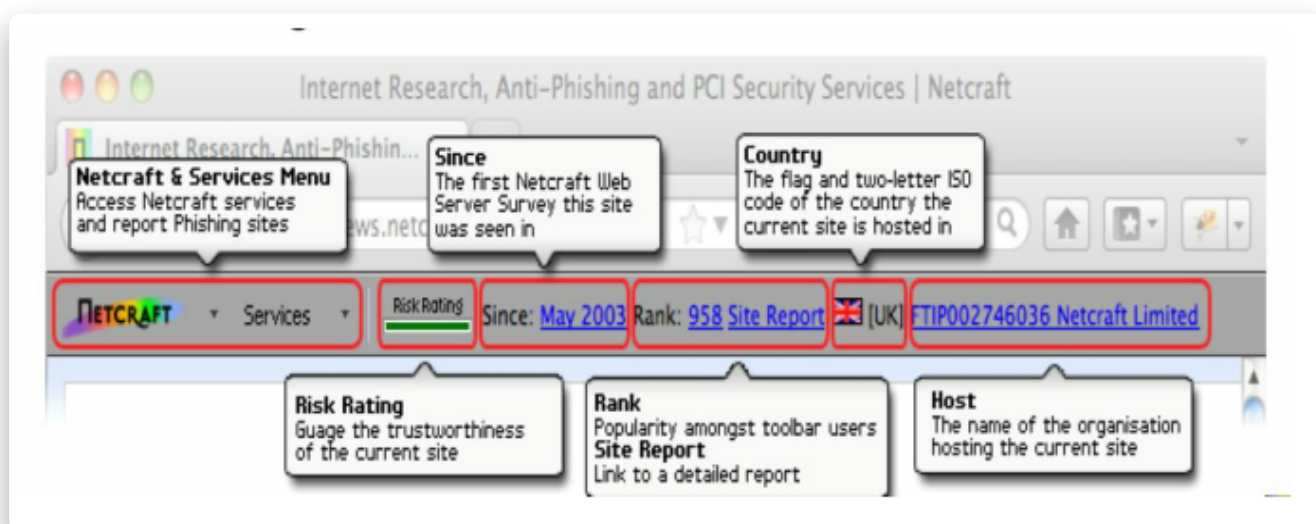 Internet Research, Anti-Phishing and PCI Security Services | Netcraft
Internet Research, Anti-Phishin...
Netcraft & Services Menu
Access Netcraft services
and report Phishing sites
Since
The first Netcraft Web
Server Survey this site
was seen in
Country
The flag and two-letter ISO
code of the country the
current site is hosted in
ews.netc
NETCRAFT Services Risk Rating Since: May 2003 Rank: 958 Site Report [UK] FTIP002746036 Netcraft Limited
Risk Rating
Guage the trustworthiness
of the current site
Rank
Popularity amongst toolbar users
Site Report
Link to a detailed report
Host
The name of the organisation
hosting the current site